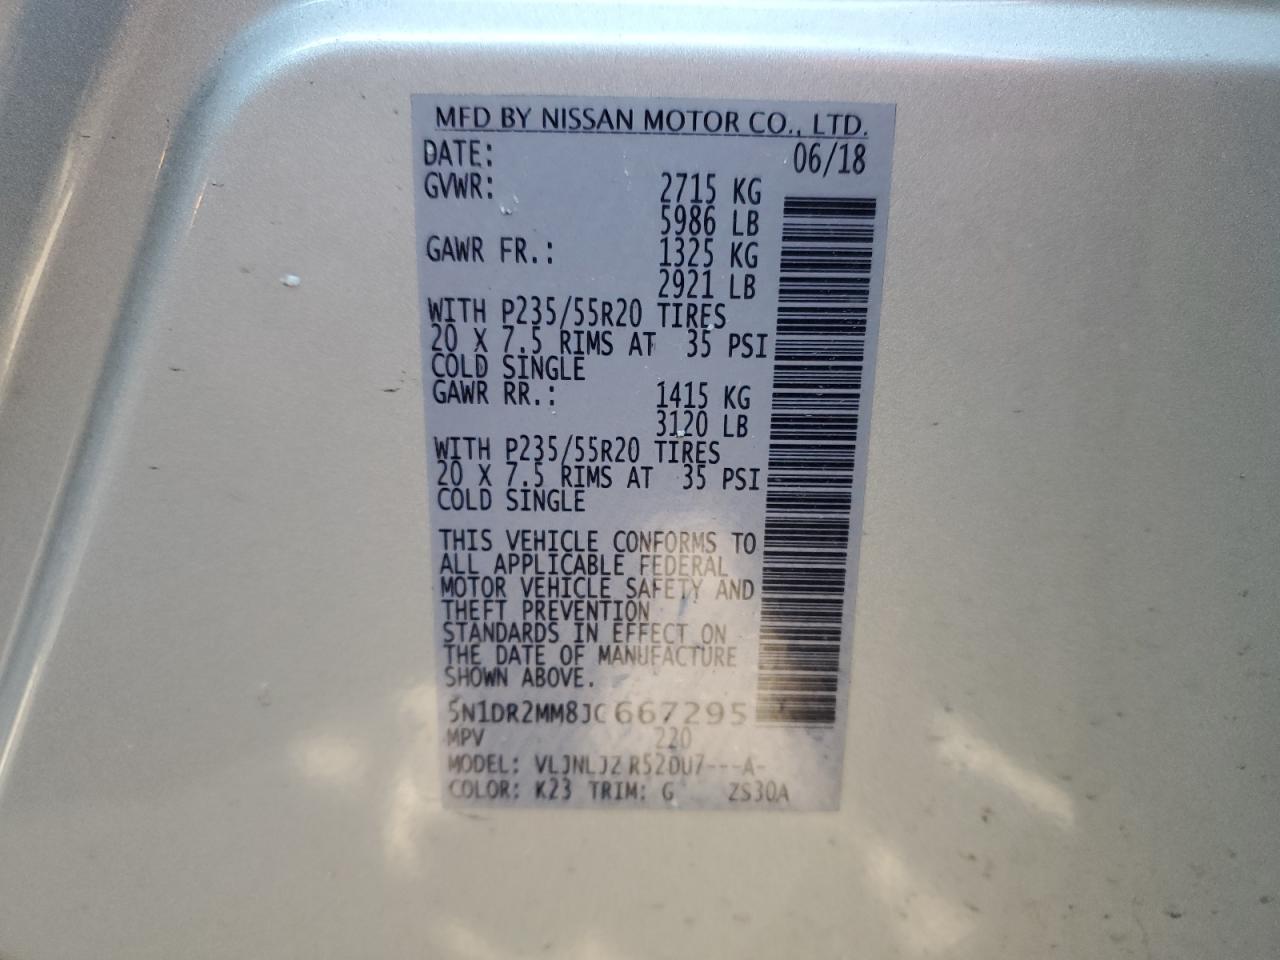 MFD BY NISSAN MOTOR CO., LTD.
DATE: 06/18
GVWR: 2715 KG
5986 LB
GAWR FR.: 1325 KG
2921 LB
WITH P235/55R20 TIRES
20 X 7.5 RIMS AT 35 PSI
COLD SINGLE
GAWR RR.: 1415 KG
3120 LB
WITH P235/55R20 TIRES
20 X 7.5 RIMS AT 35 PSI
COLD SINGLE
THIS VEHICLE CONFORMS TO
ALL APPLICABLE FEDERAL
MOTOR VEHICLE SAFETY AND
THEFT PREVENTION
STANDARDS IN EFFECT ON
THE DATE OF MANUFACTURE
SHOWN ABOVE.
5N1DR2MM8JC667295
MPV 220
MODEL: VLJNLJZ R52DU7---A-
COLOR: K23 TRIM: G ZS30A